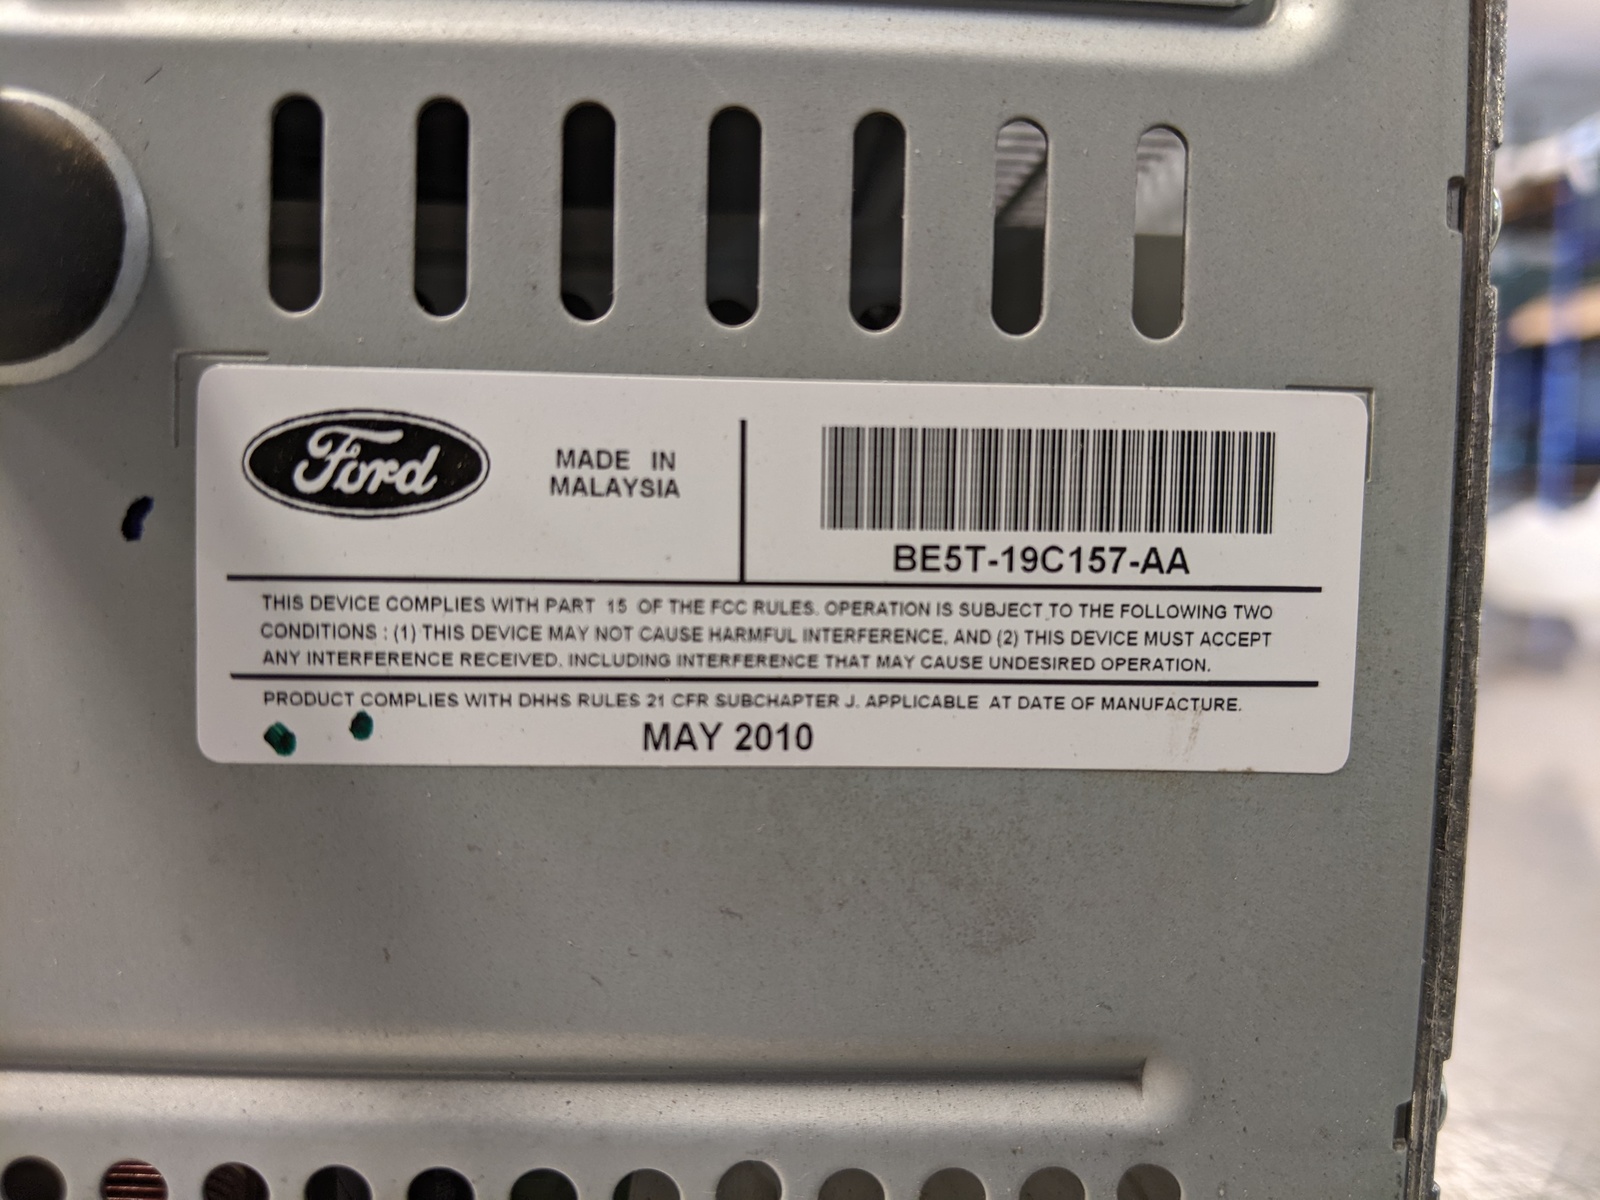 Ford
MADE IN
MALAYSIA
BE5T-19C157-AA
THIS DEVICE COMPLIES WITH PART 15 OF THE FCC RULES. OPERATION IS SUBJECT TO THE FOLLOWING TWO
CONDITIONS : (1) THIS DEVICE MAY NOT CAUSE HARMFUL INTERFERENCE, AND (2) THIS DEVICE MUST ACCEPT
ANY INTERFERENCE RECEIVED, INCLUDING INTERFERENCE THAT MAY CAUSE UNDESIRED OPERATION.
PRODUCT COMPLIES WITH DHHS RULES 21 CFR SUBCHAPTER J. APPLICABLE AT DATE OF MANUFACTURE.
MAY 2010